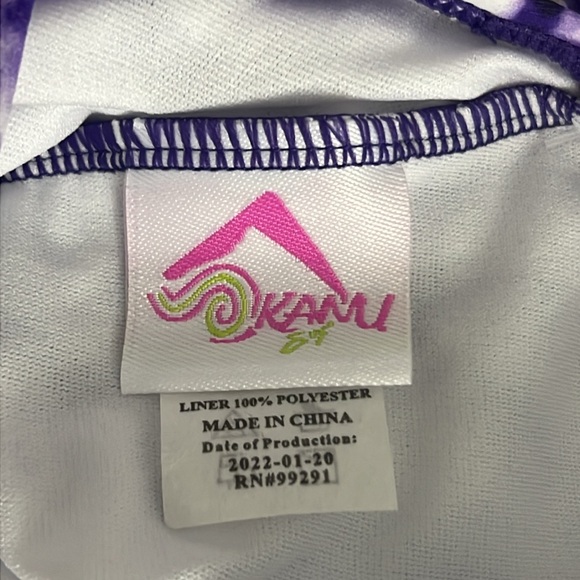 KANU
Surf
LINER 100% POLYESTER
MADE IN CHINA
Date of Production:
2022-01-20
RN#99291